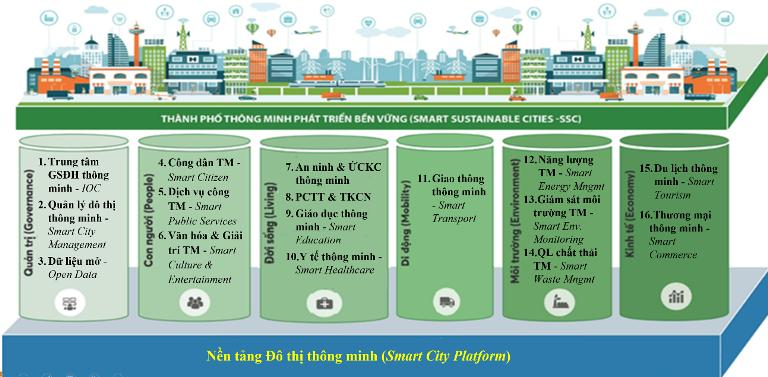 THÀNH PHỐ THÔNG MINH PHÁT TRIỂN BỀN VỮNG (SMART SUSTAINABLE CITIES -SSC)
Quản trị (Governance)
1. Trung tâm
GSĐH thông
minh - IOC
2. Quản lý đô thị
thông minh -
Smart City
Management
3. Dữ liệu mở -
Open Data
Con người (People)
4. Công dân TM -
Smart Citizen
5. Dịch vụ công
TM - Smart
Public Services
6. Văn hóa & Giải
trí TM - Smart
Culture &
Entertainment
Đời sống (Living)
7. An ninh & ƯCKC
thông minh
8. PCTT & TKCN
9. Giáo dục thông
minh - Smart
Education
10. Y tế thông minh -
Smart Healthcare
Di động (Mobility)
11. Giao thông
thông minh
- Smart
Transport
Môi trường (Environment)
12. Năng lượng
TM - Smart
Energy Mngmt
13. Giám sát môi
trường TM -
Smart Env.
Monitoring
14. QL chất thải
TM - Smart
Waste Mngmt
Kinh tế (Economy)
15. Du lịch thông
minh - Smart
Tourism
16. Thương mại
thông minh -
Smart
Commerce
Nền tảng Đô thị thông minh (Smart City Platform)